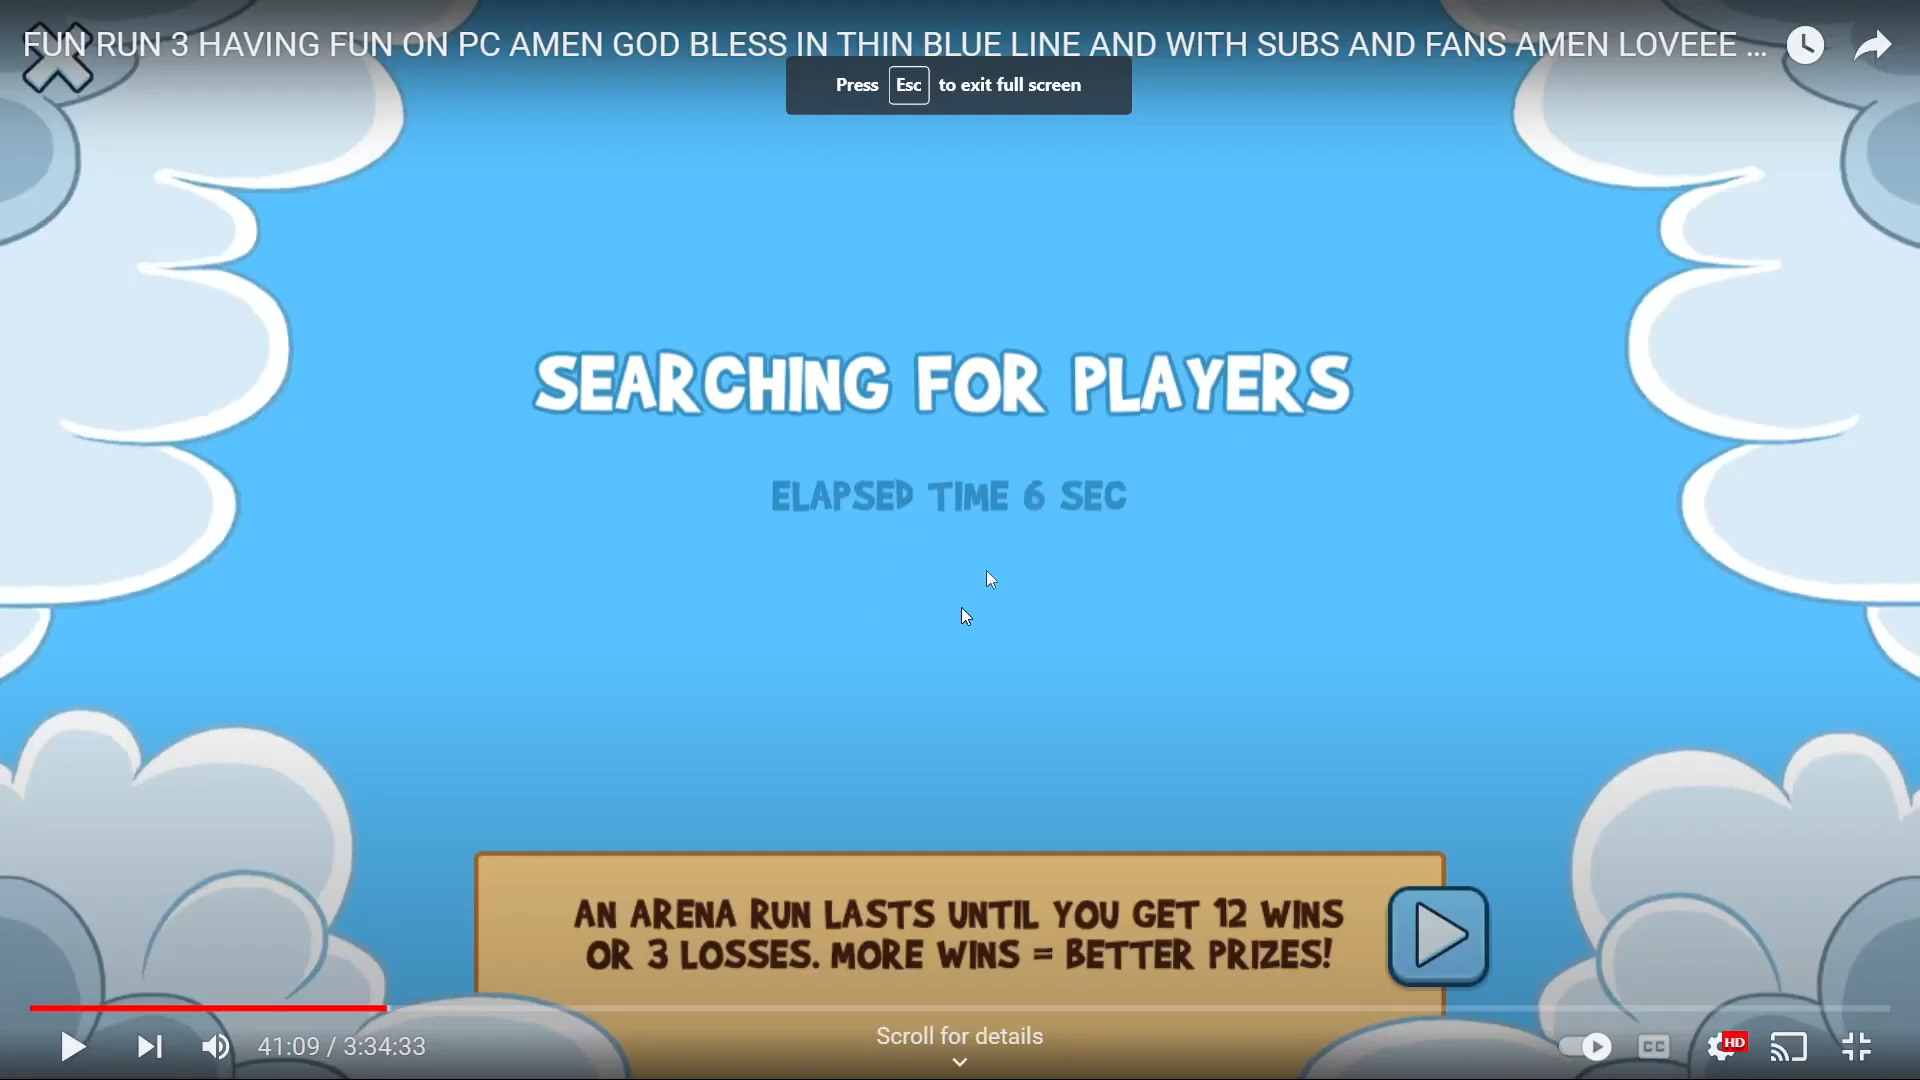 FUN RUN 3 HAVING FUN ON PC AMEN GOD BLESS IN THIN BLUE LINE AND WITH SUBS AND FANS AMEN LOVEEE ...
Press Esc to exit full screen
SEARCHING FOR PLAYERS
ELAPSED TIME 6 SEC
AN ARENA RUN LASTS UNTIL YOU GET 12 WINS
OR 3 LOSSES. MORE WINS = BETTER PRIZES!
Scroll for details
41:09 / 3:34:33
CC
HD